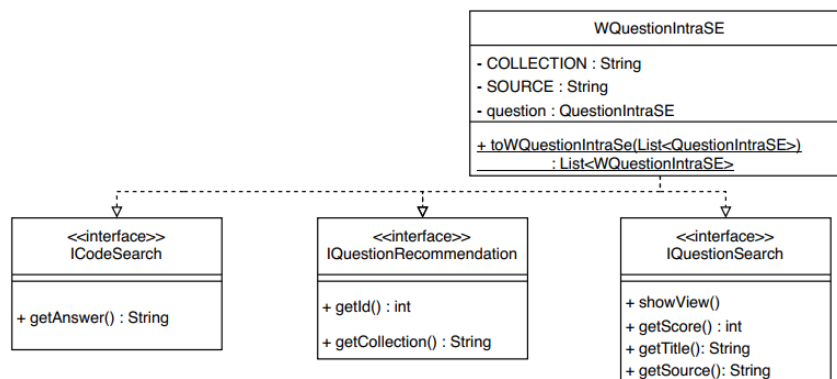 WQuestionIntraSE
- COLLECTION : String
- SOURCE : String
- question : QuestionIntraSE
+ toWQuestionIntraSe(List<QuestionIntraSE>)
: List<WQuestionIntraSE>
<<interface>>
ICodeSearch
+ getAnswer() : String
<<interface>>
IQuestionRecommendation
+ getId() : int
+ getCollection() : String
<<interface>>
IQuestionSearch
+ showView()
+ getScore() : int
+ getTitle(): String
+ getSource(): String